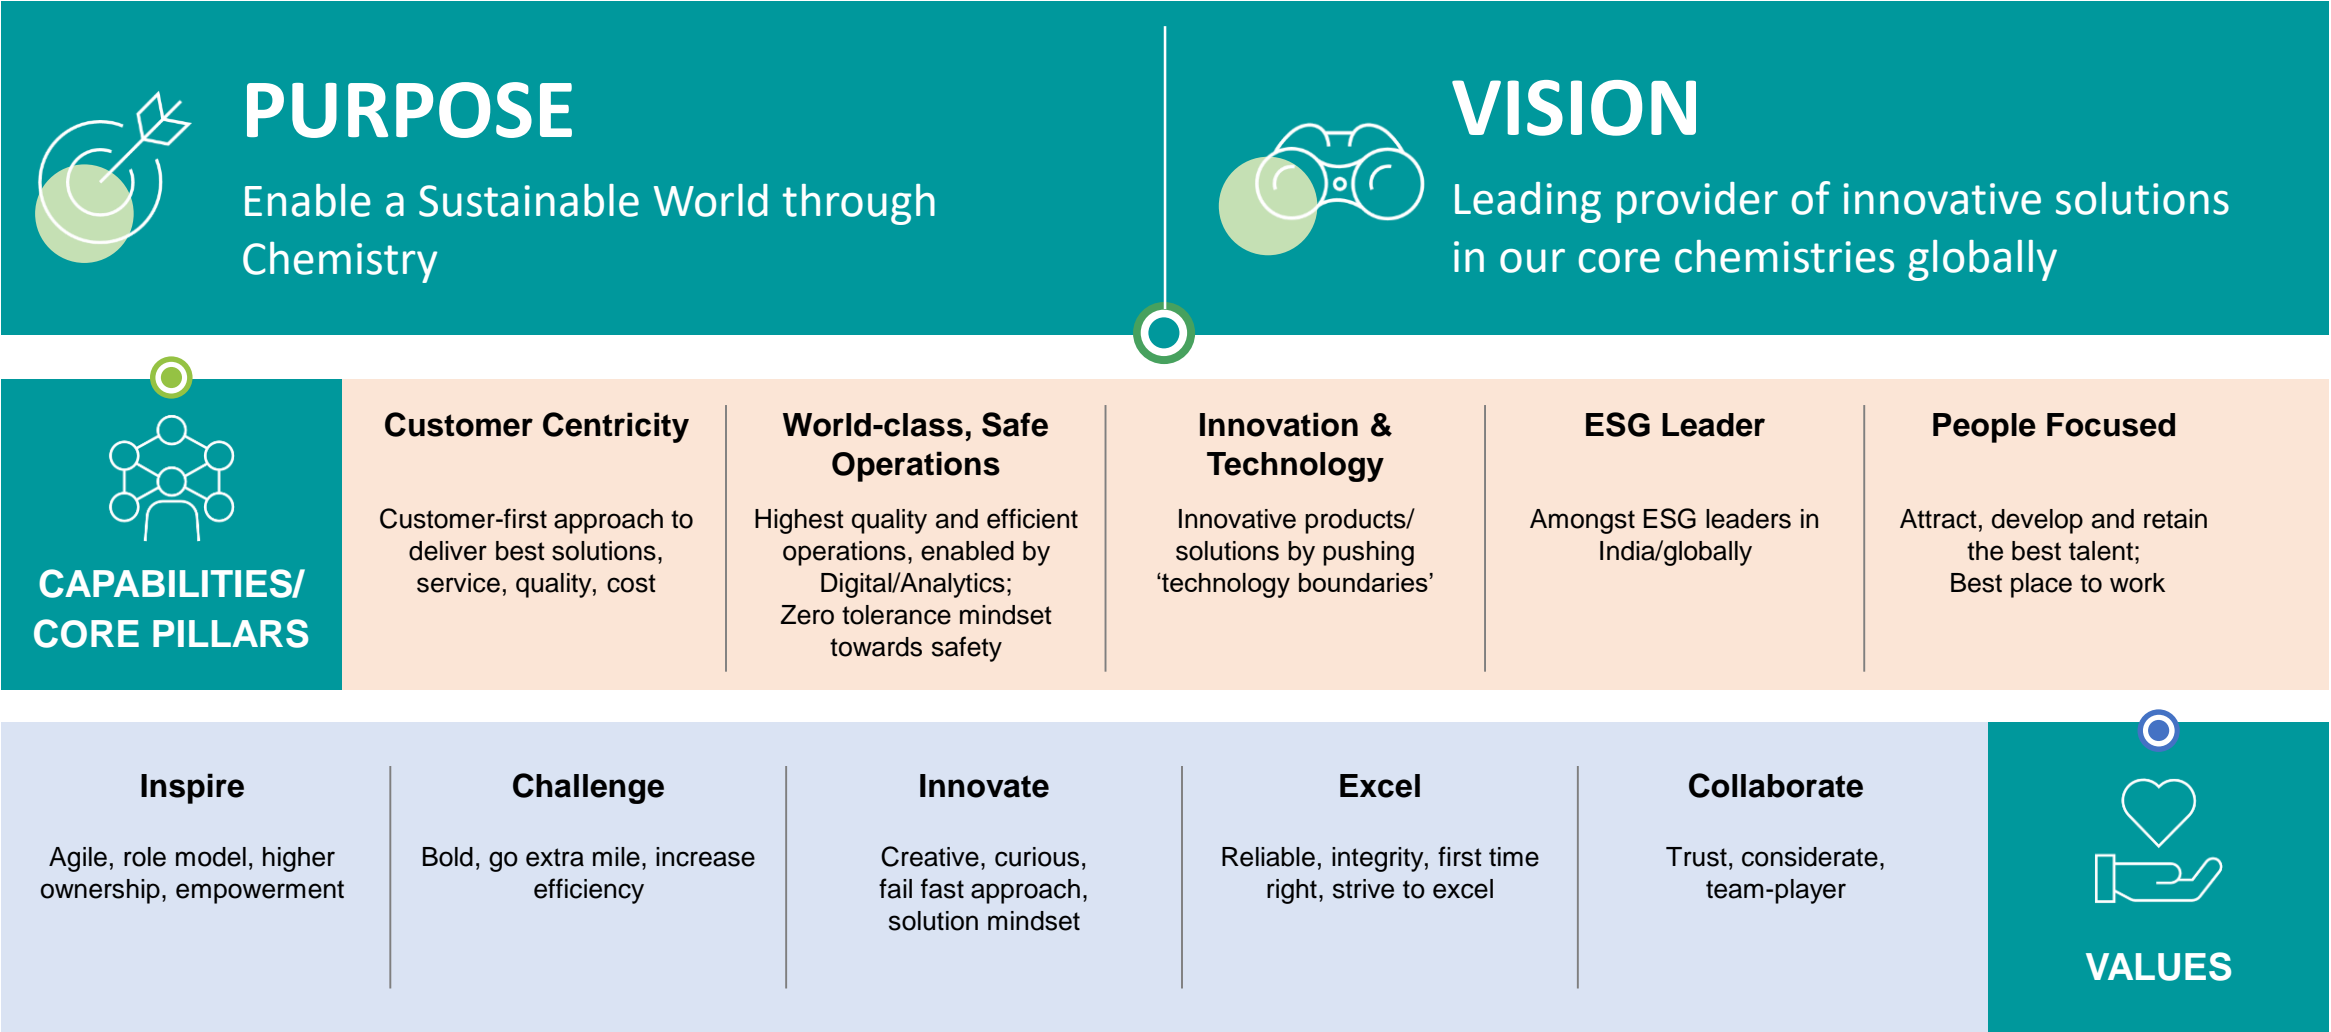 PURPOSE
Enable a Sustainable World through
Chemistry
VISION
Leading provider of innovative solutions
in our core chemistries globally
CAPABILITIES/
CORE PILLARS
Customer Centricity
Customer-first approach to
deliver best solutions,
service, quality, cost
World-class, Safe
Operations
Highest quality and efficient
operations, enabled by
Digital/Analytics;
Zero tolerance mindset
towards safety
Innovation &
Technology
Innovative products/
solutions by pushing
‘technology boundaries’
ESG Leader
Amongst ESG leaders in
India/globally
People Focused
Attract, develop and retain
the best talent;
Best place to work
Inspire
Agile, role model, higher
ownership, empowerment
Challenge
Bold, go extra mile, increase
efficiency
Innovate
Creative, curious,
fail fast approach,
solution mindset
Excel
Reliable, integrity, first time
right, strive to excel
Collaborate
Trust, considerate,
team-player
VALUES